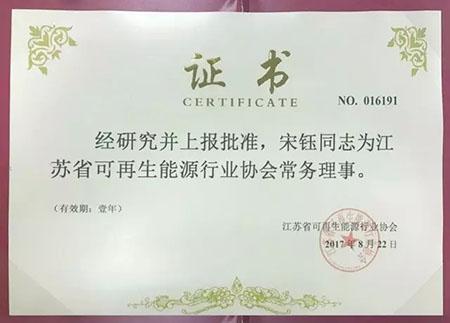 证书
CERTIFICATE
NO. 016191
经研究并上报批准，宋钰同志为江
苏省可再生能源行业协会常务理事。
（有效期：壹年）
江苏省可再生能源行业协会
2017年8月22日